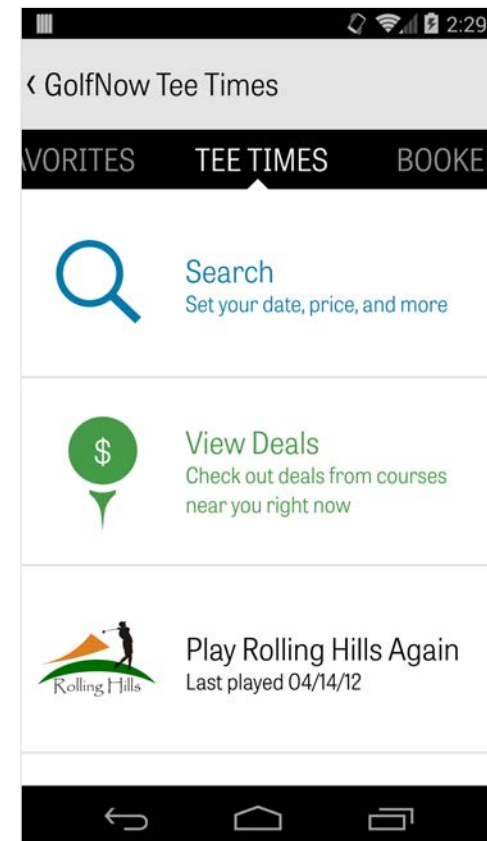 2:29
‹ GolfNow Tee Times
AVORITES TEE TIMES BOOKE
Search
Set your date, price, and more
$
View Deals
Check out deals from courses
near you right now
Rolling Hills
Play Rolling Hills Again
Last played 04/14/12